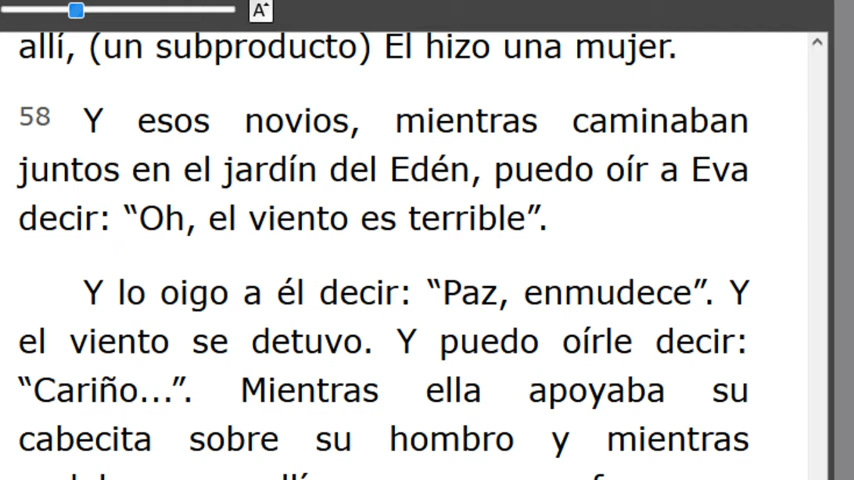 A
allí, (un subproducto) El hizo una mujer.
58 Y esos novios, mientras caminaban
juntos en el jardín del Edén, puedo oír a Eva
decir: “Oh, el viento es terrible”.
Y lo oigo a él decir: “Paz, enmudece”. Y
el viento se detuvo. Y puedo oírle decir:
“Cariño...”. Mientras ella apoyaba su
cabecita sobre su hombro y mientras